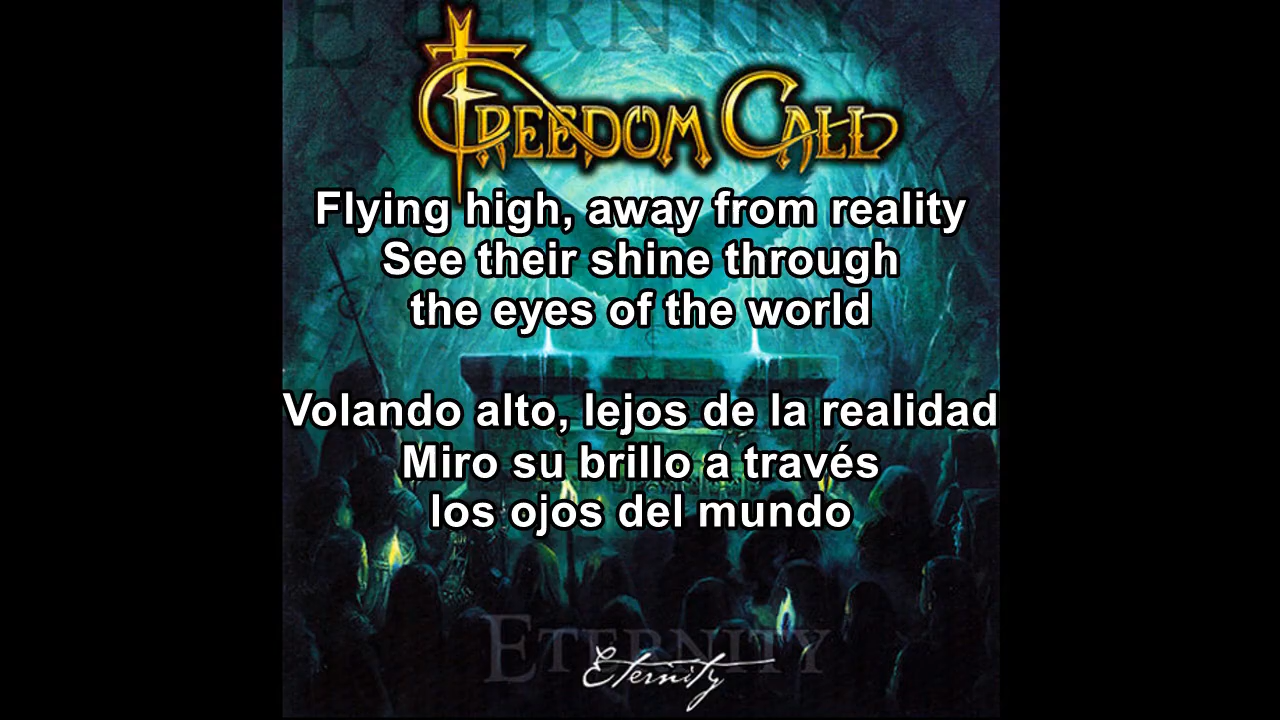 ETERNITY
FREEDOM CALL
Flying high, away from reality
See their shine through
the eyes of the world
Volando alto, lejos de la realidad
Miro su brillo a través
los ojos del mundo
ETERNITY
Eternity